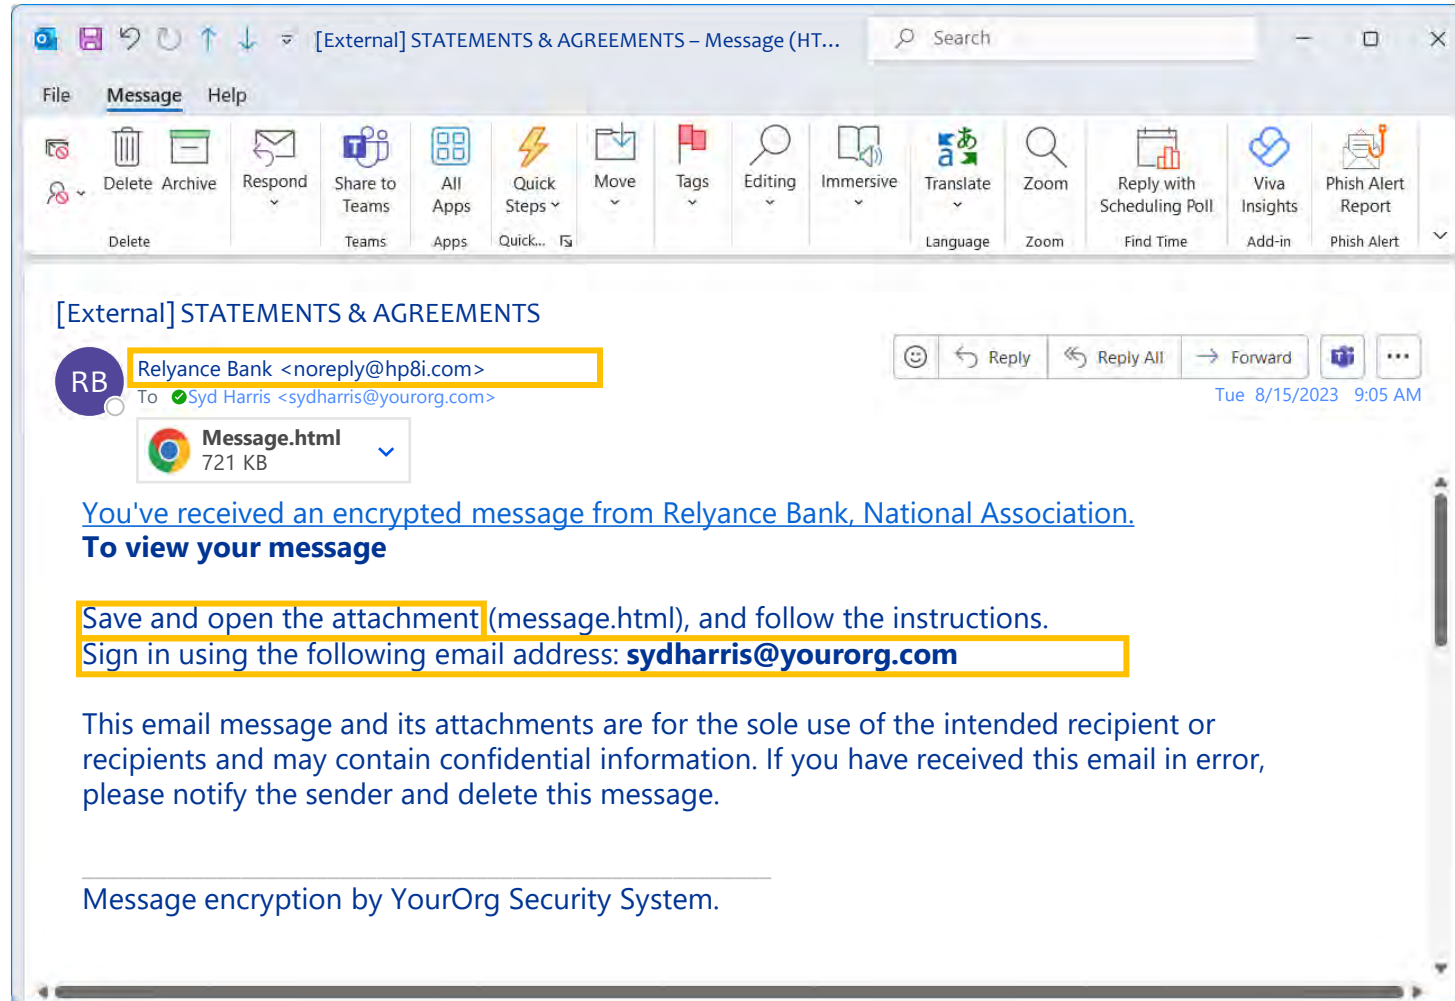 [External] STATEMENTS & AGREEMENTS – Message (HT...
Search
File Message Help
Delete Archive Respond Share to Teams All Apps Quick Steps Move Tags Editing Immersive Translate Zoom Reply with Scheduling Poll Viva Insights Phish Alert Report
Delete Teams Apps Quick... Language Zoom Find Time Add-in Phish Alert
[External] STATEMENTS & AGREEMENTS
RB
Relyance Bank <noreply@hp8i.com>
Reply Reply All Forward
To Syd Harris <sydharris@yourorg.com>
Tue 8/15/2023 9:05 AM
Message.html
721 KB
You've received an encrypted message from Relyance Bank, National Association.
To view your message
Save and open the attachment (message.html), and follow the instructions.
Sign in using the following email address: sydharris@yourorg.com
This email message and its attachments are for the sole use of the intended recipient or
recipients and may contain confidential information. If you have received this email in error,
please notify the sender and delete this message.
Message encryption by YourOrg Security System.